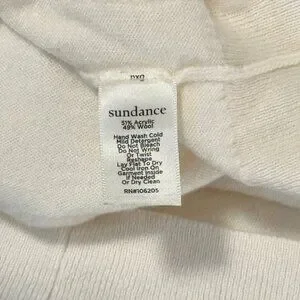 sundance
51% Acrylic
49% Wool
Hand Wash Cold
Mild Detergent
Do Not Bleach
Do Not Wring
Or Twist
Reshape
Lay Flat To Dry
Cool Iron On
Garment Inside
If Needed
Or Dry Clean
RN#106205